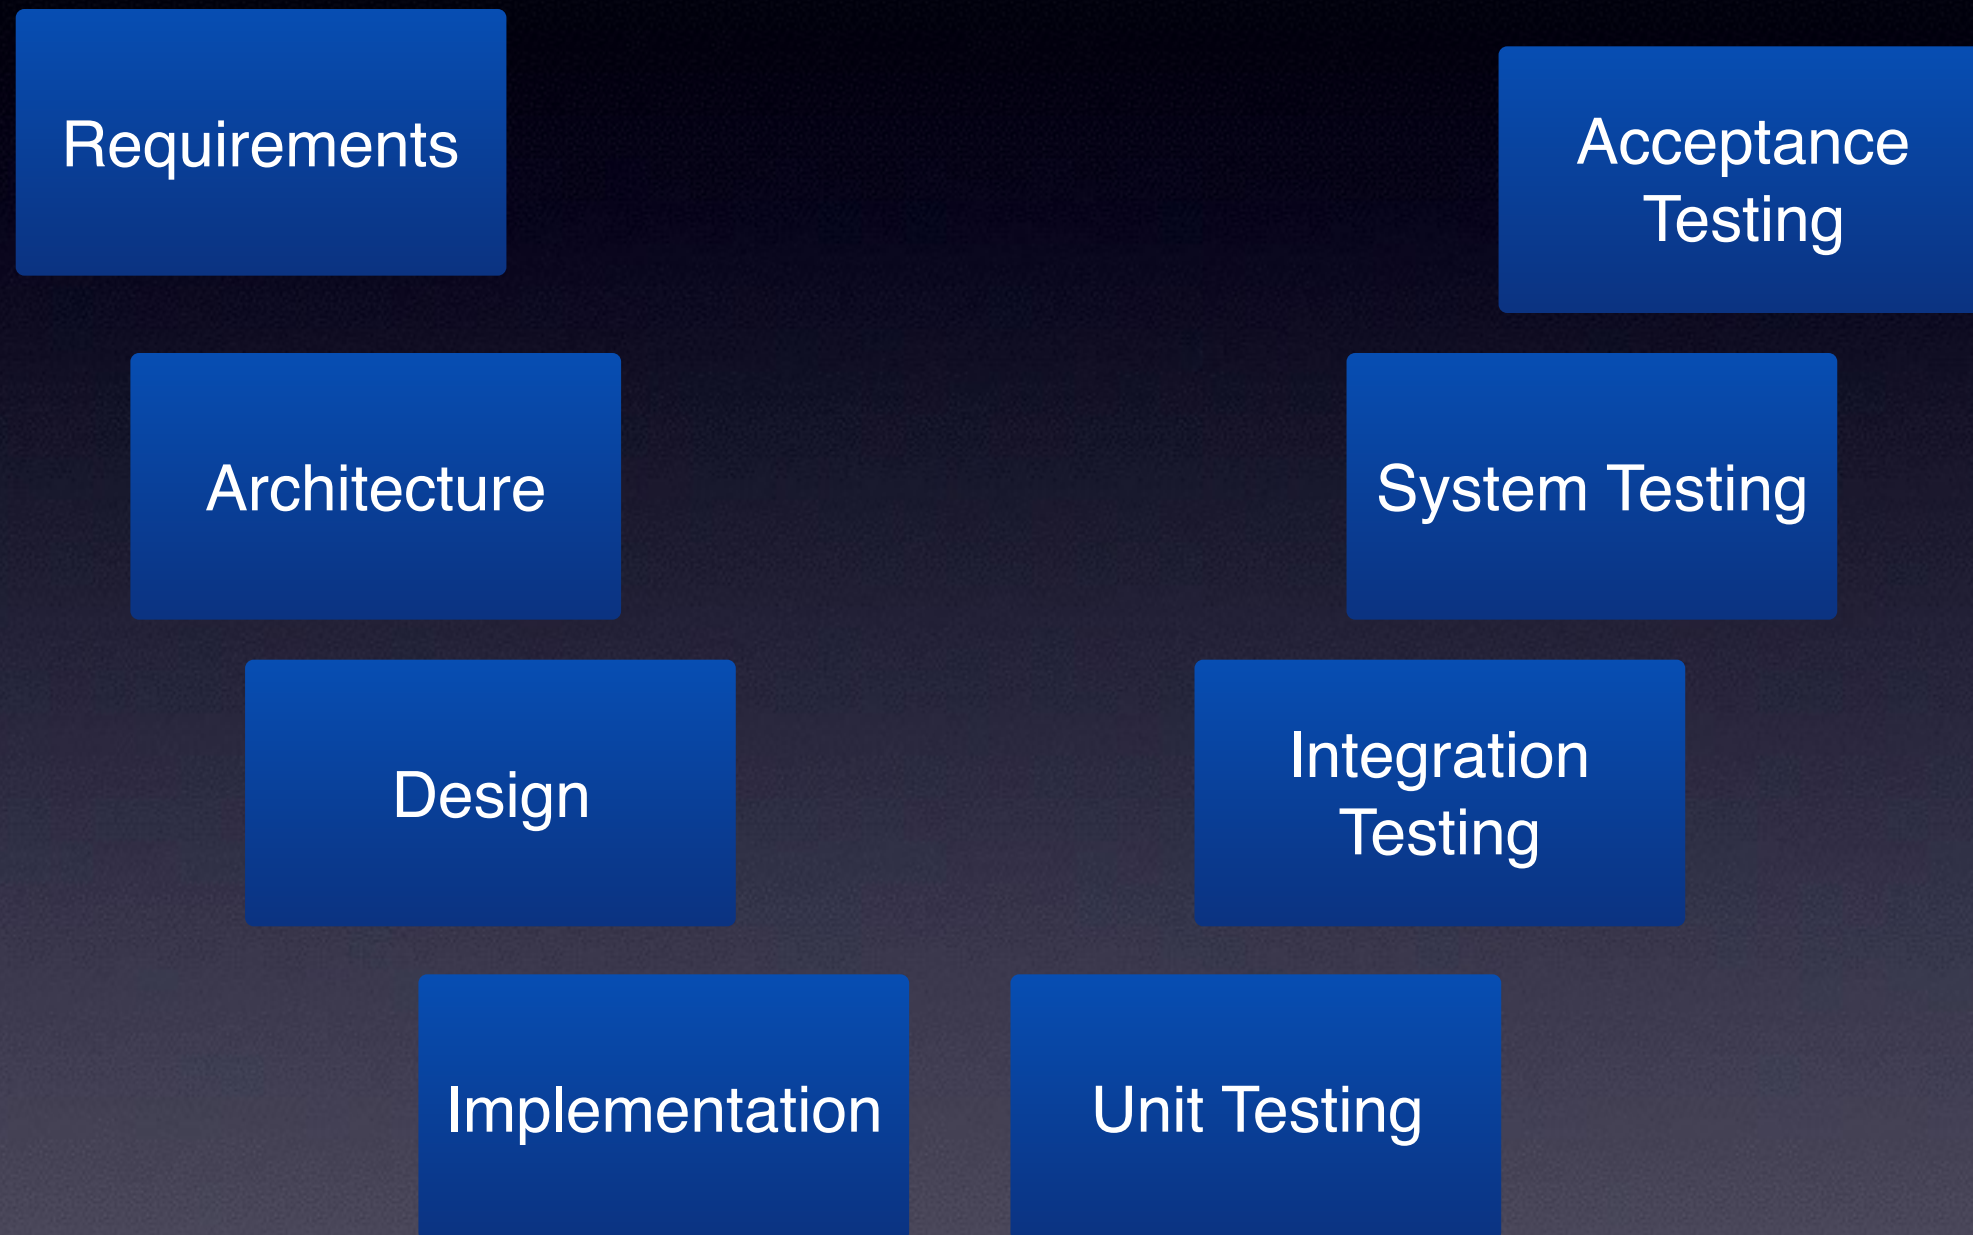 Requirements
Acceptance
Testing
Architecture
System Testing
Design
Integration
Testing
Implementation
Unit Testing